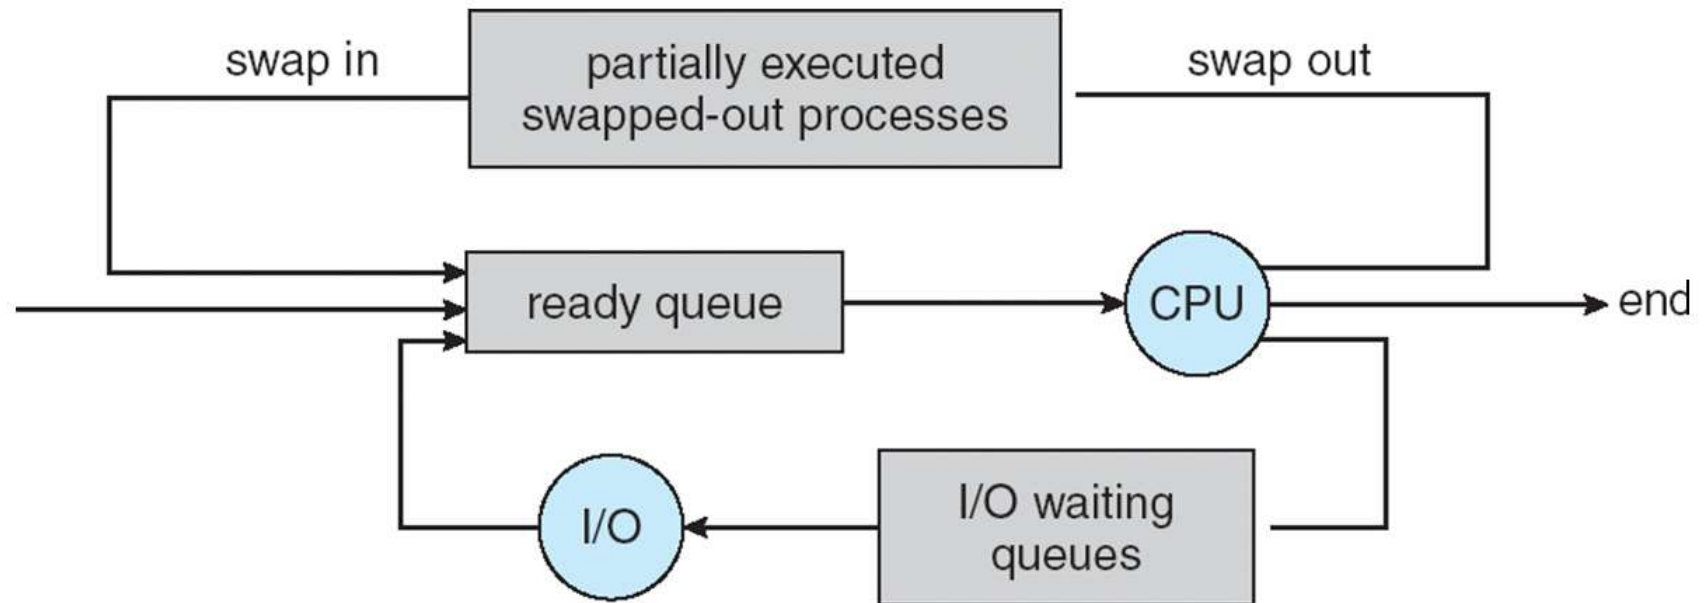 swap in
partially executed
swapped-out processes
swap out
ready queue
CPU
end
I/O
I/O waiting
queues